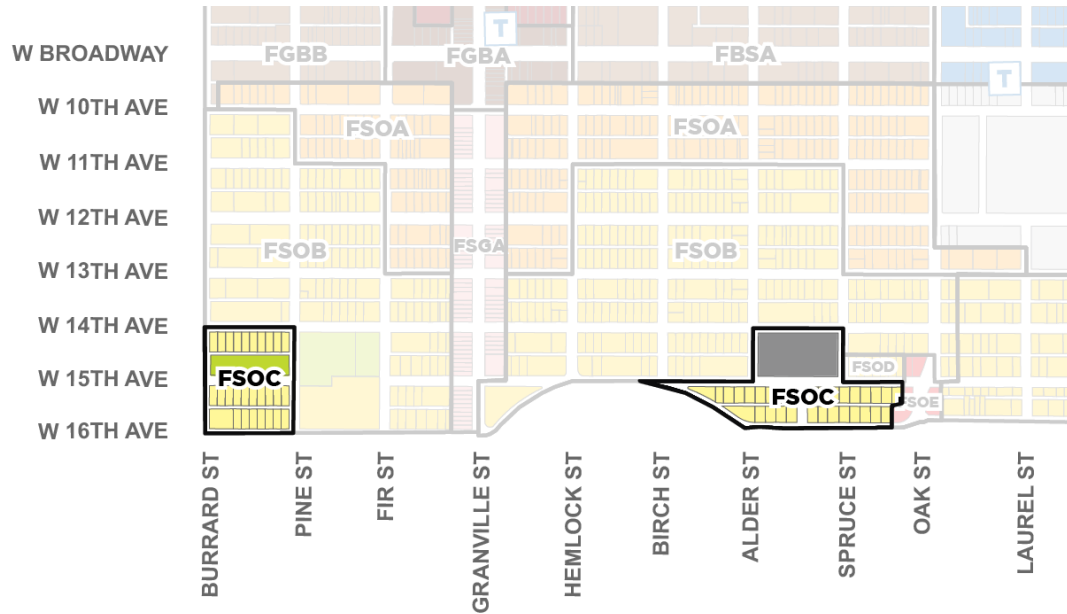 W BROADWAY
FGBB
FGBA
T
FBSA
T
W 10TH AVE
FSOA
FSOA
W 11TH AVE
W 12TH AVE
FSOB
FSGA
FSOB
W 13TH AVE
W 14TH AVE
W 15TH AVE
FSOC
FSOD
FSOC
FSOE
W 16TH AVE
BURRARD ST
PINE ST
FIR ST
GRANVILLE ST
HEMLOCK ST
BIRCH ST
ALDER ST
SPRUCE ST
OAK ST
LAUREL ST